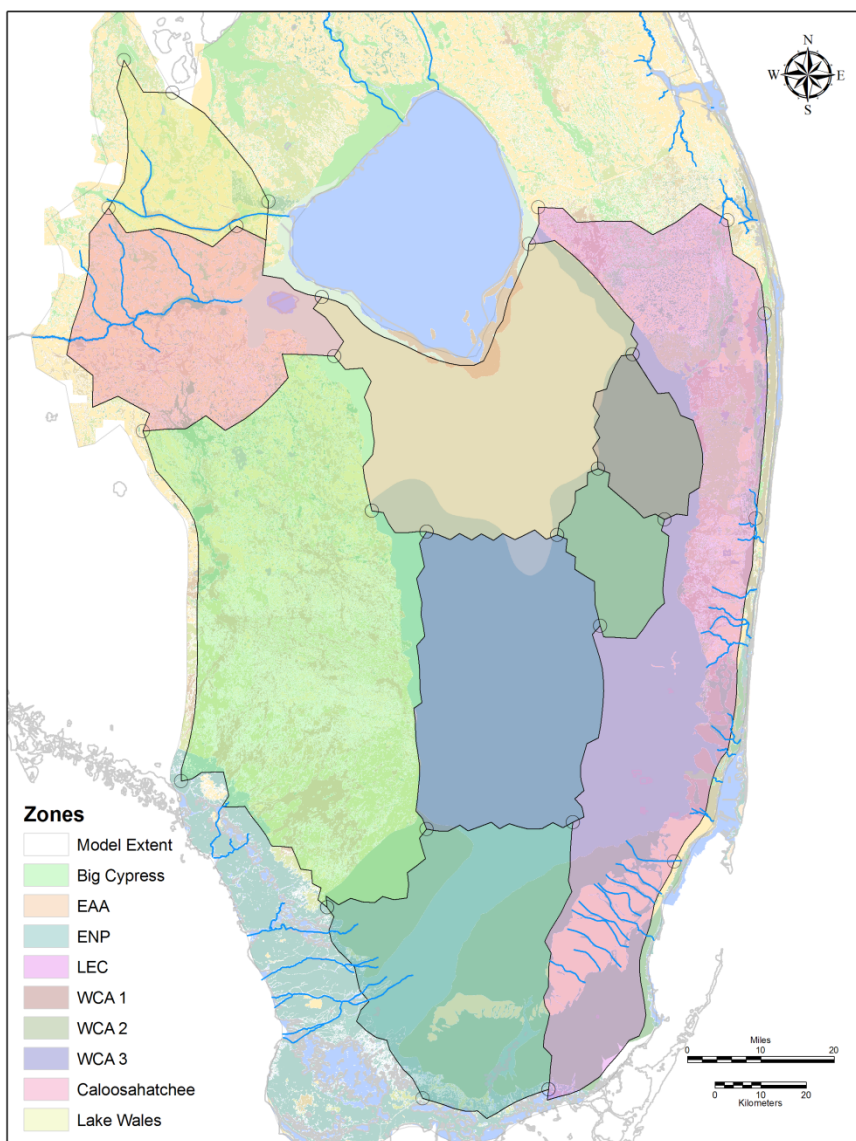 N
W E
S
Zones
Model Extent
Big Cypress
EAA
ENP
LEC
WCA 1
WCA 2
WCA 3
Caloosahatchee
Lake Wales
Miles
0 10 20
0 10 20
Kilometers